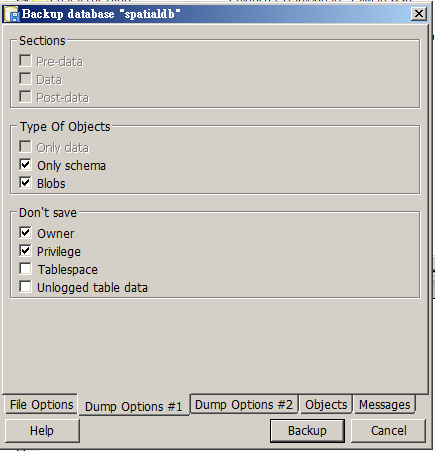 Backup database "spatialdb"
Sections
Pre-data
Data
Post-data
Type Of Objects
Only data
Only schema
Blobs
Don't save
Owner
Privilege
Tablespace
Unlogged table data
File Options Dump Options #1 Dump Options #2 Objects Messages
Help Backup Cancel